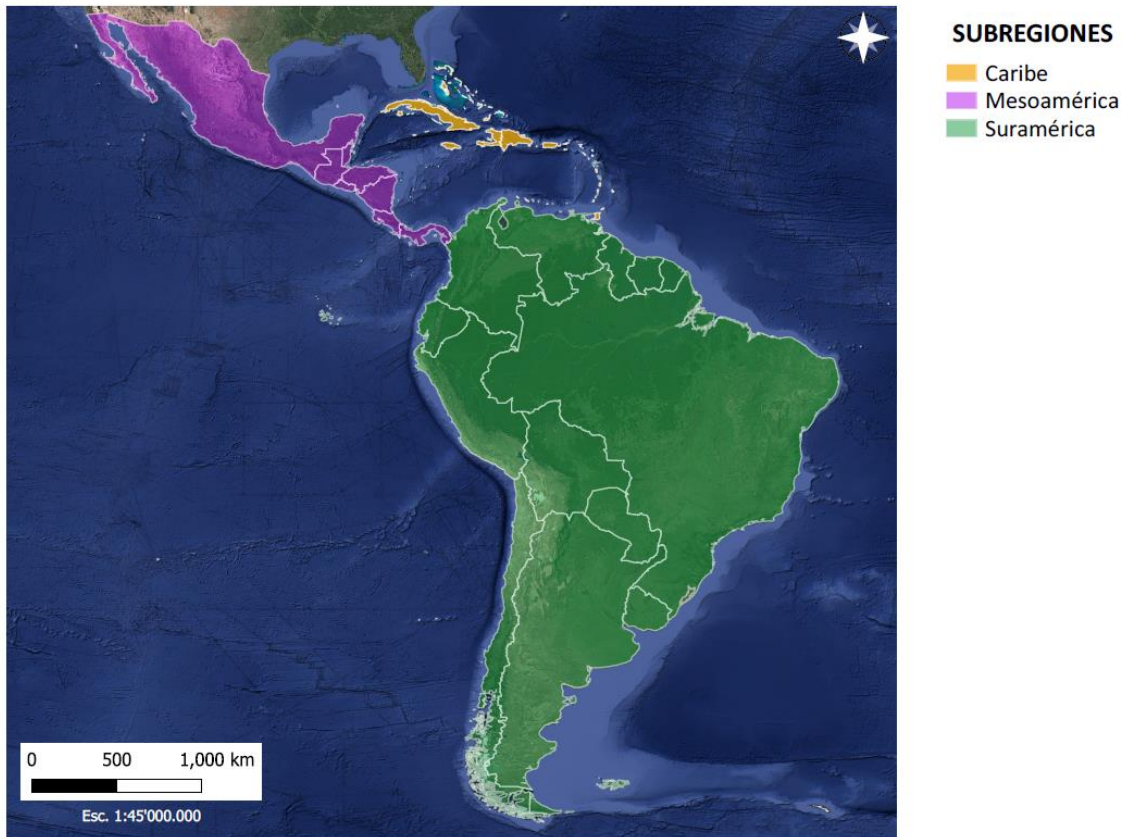 SUBREGIONES
Caribe
Mesoamérica
Suramérica
0 500 1,000 km
Esc. 1:45'000.000